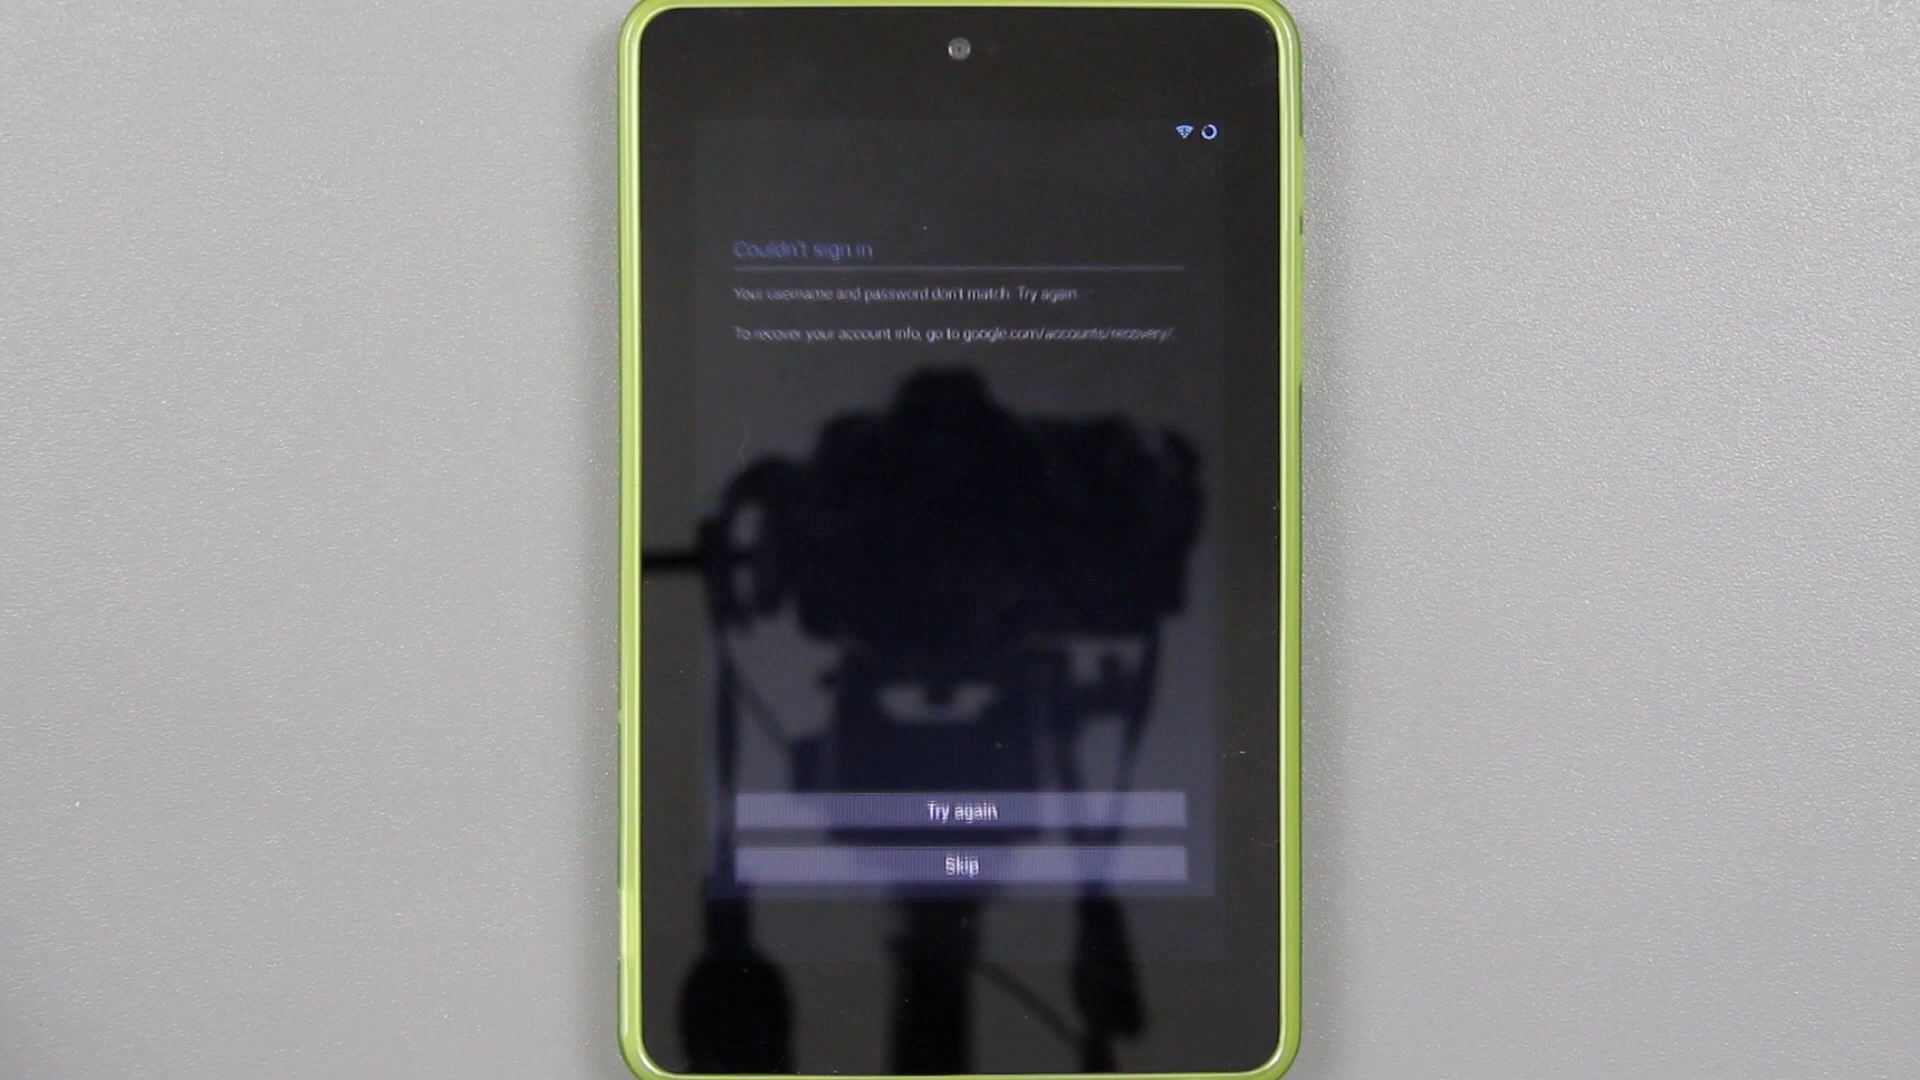 Couldn't sign in
Your username and password don't match. Try again.
To recover your account info, go to google.com/accounts/recovery/.
Try again
Skip